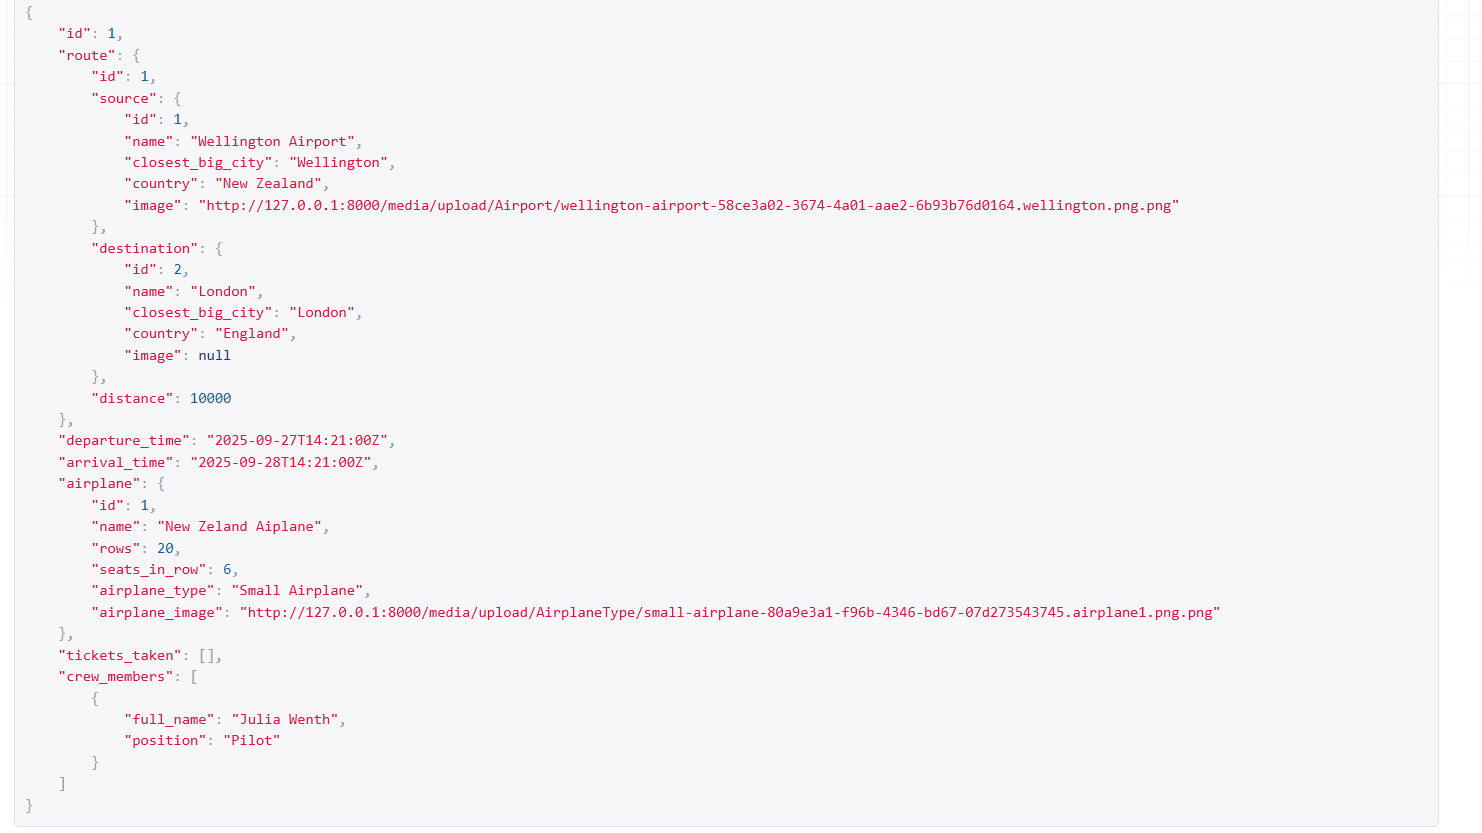 {
    "id": 1,
    "route": {
        "id": 1,
        "source": {
            "id": 1,
            "name": "Wellington Airport",
            "closest_big_city": "Wellington",
            "country": "New Zealand",
            "image": "http://127.0.0.1:8000/media/upload/Airport/wellington-airport-58ce3a02-3674-4a01-aae2-6b93b76d0164.wellington.png.png"
        },
        "destination": {
            "id": 2,
            "name": "London",
            "closest_big_city": "London",
            "country": "England",
            "image": null
        },
        "distance": 10000
    },
    "departure_time": "2025-09-27T14:21:00Z",
    "arrival_time": "2025-09-28T14:21:00Z",
    "airplane": {
        "id": 1,
        "name": "New Zeland Aiplane",
        "rows": 20,
        "seats_in_row": 6,
        "airplane_type": "Small Airplane",
        "airplane_image": "http://127.0.0.1:8000/media/upload/AirplaneType/small-airplane-80a9e3a1-f96b-4346-bd67-07d273543745.airplane1.png.png"
    },
    "tickets_taken": [],
    "crew_members": [
        {
            "full_name": "Julia Wenth",
            "position": "Pilot"
        }
    ]
}